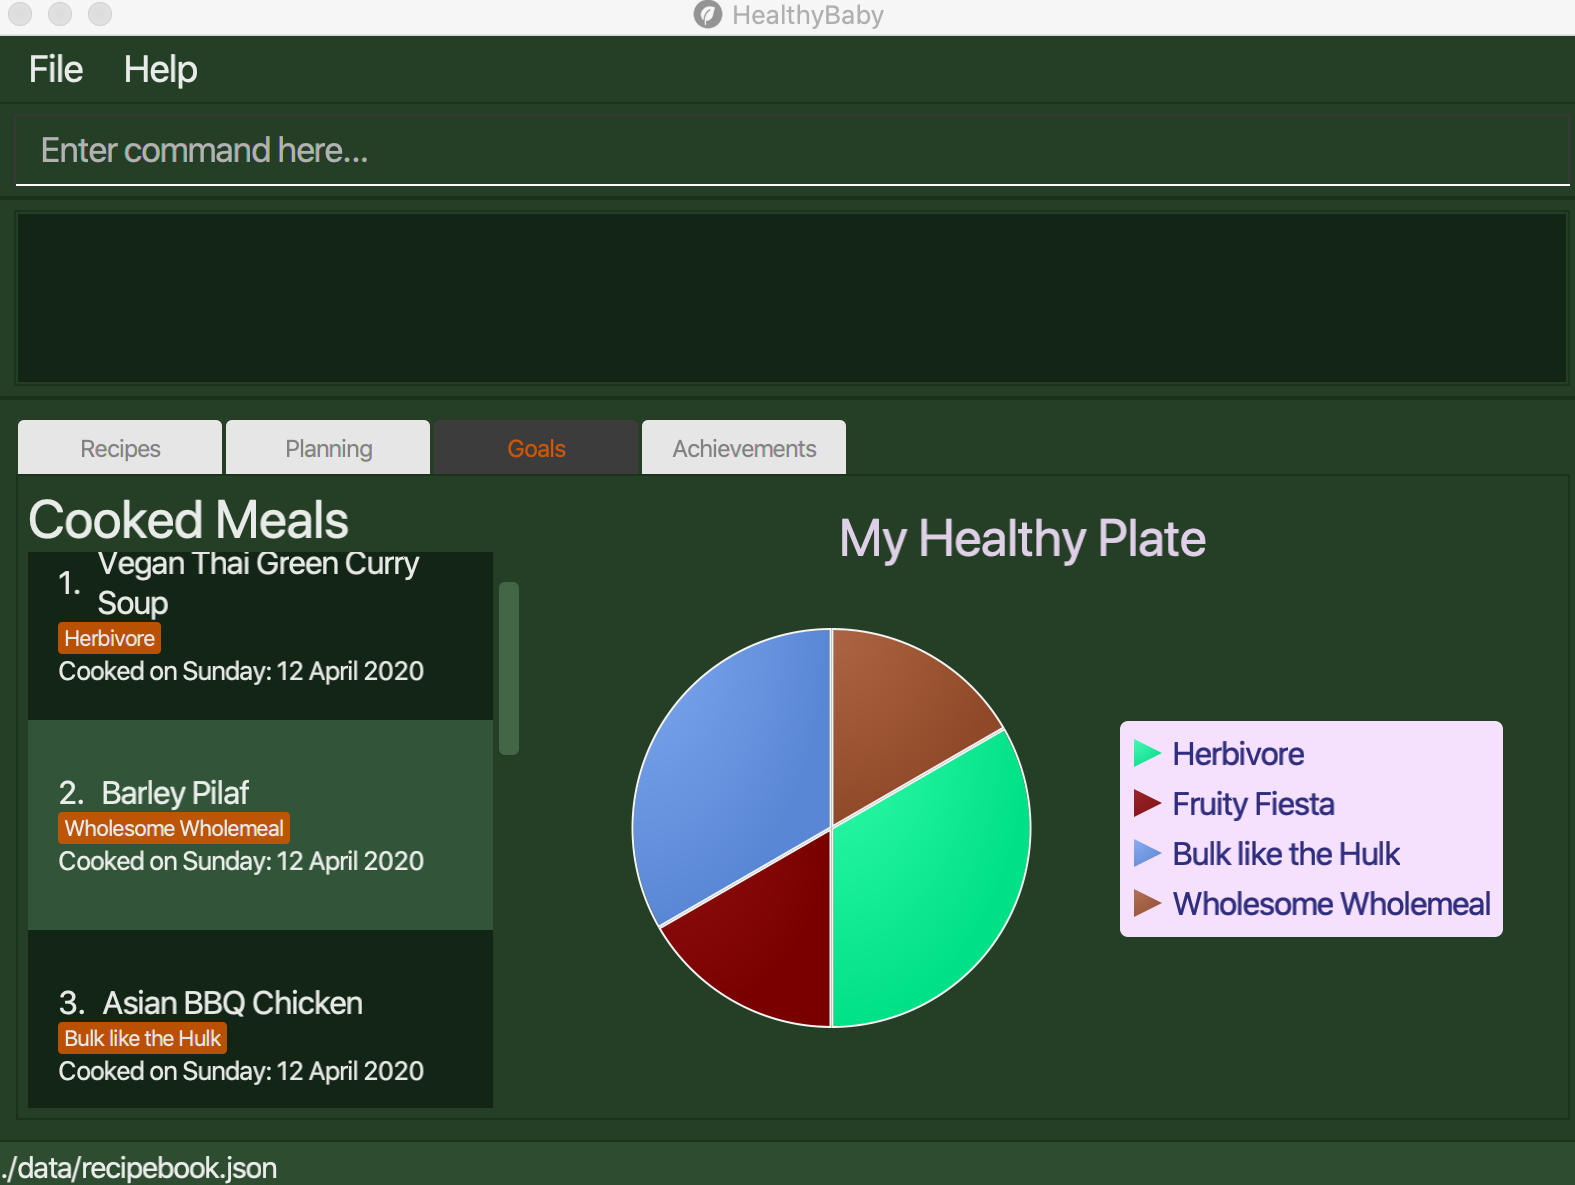 HealthyBaby
File Help
Enter command here...
Recipes Planning Goals Achievements
Cooked Meals
1. Vegan Thai Green Curry
Soup
Herbivore
Cooked on Sunday: 12 April 2020
2. Barley Pilaf
Wholesome Wholemeal
Cooked on Sunday: 12 April 2020
3. Asian BBQ Chicken
Bulk like the Hulk
Cooked on Sunday: 12 April 2020
My Healthy Plate
Herbivore
Fruity Fiesta
Bulk like the Hulk
Wholesome Wholemeal
./data/recipebook.json